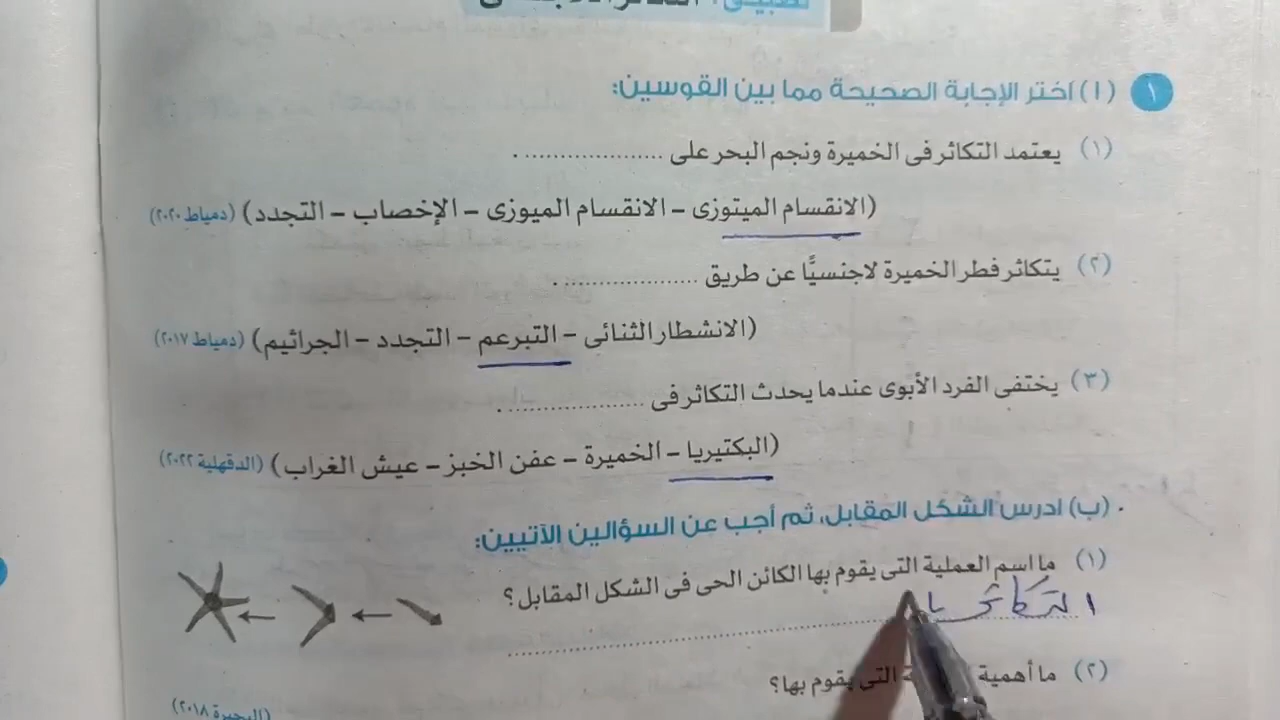 ١ (ا) اختر الإجابة الصحيحة مما بين القوسين:
(١) يعتمد التكاثر فى الخميرة ونجم البحر على .....................
(الانقسام الميتوزى – الانقسام الميوزى – الإخصاب – التجدد) (دمياط ٢٠٢٠)
(٢) يتكاثر فطر الخميرة لاجنسيًّا عن طريق .....................
(الانشطار الثنائى – التبرعم – التجدد – الجراثيم) (دمياط ٢٠١٧)
(٣) يختفى الفرد الأبوى عندما يحدث التكاثر فى .....................
(البكتيريا – الخميرة – عفن الخبز – عيش الغراب) (الدقهلية ٢٠٢٢)
(ب) ادرس الشكل المقابل، ثم أجب عن السؤالين الآتيين:
(١) ما اسم العملية التى يقوم بها الكائن الحى فى الشكل المقابل؟
التكاثر با
(٢) ما أهمية التى يقوم بها؟
(البحيرة ٢٠١٨)